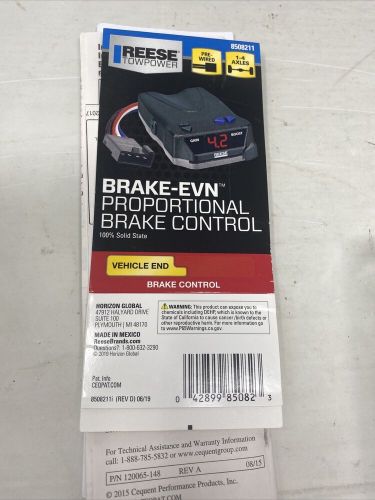 2017
REESE
TOWPOWER
8508211
PRE-
WIRED
1-4
AXLES
GAIN
BOOST
4.2
REESE
BRAKE-EVN™
PROPORTIONAL
BRAKE CONTROL
100% Solid State
VEHICLE END
BRAKE CONTROL
HORIZON GLOBAL
47912 HALYARD DRIVE
SUITE 100
PLYMOUTH | MI 48170
MADE IN MEXICO
ReeseBrands.com
Questions?: 1-800-632-3290
© 2019 Horizon Global
WARNING: This product can expose you to
chemicals including DEHP, which is known to the
State of California to cause cancer /birth defects or
other reproductive harm. For more information go
to www.P65Warnings.ca.gov.
Pat. Info
CEQPAT.COM
8508211i (REV D) 06/19
0 42899 85082 3
For Technical Assistance and Warranty Information
call: 1-888-785-5832 or www.cequentgroup.com
P/N 120065-148 REV A 08/15
© 2015 Cequent Performance Products, Inc.